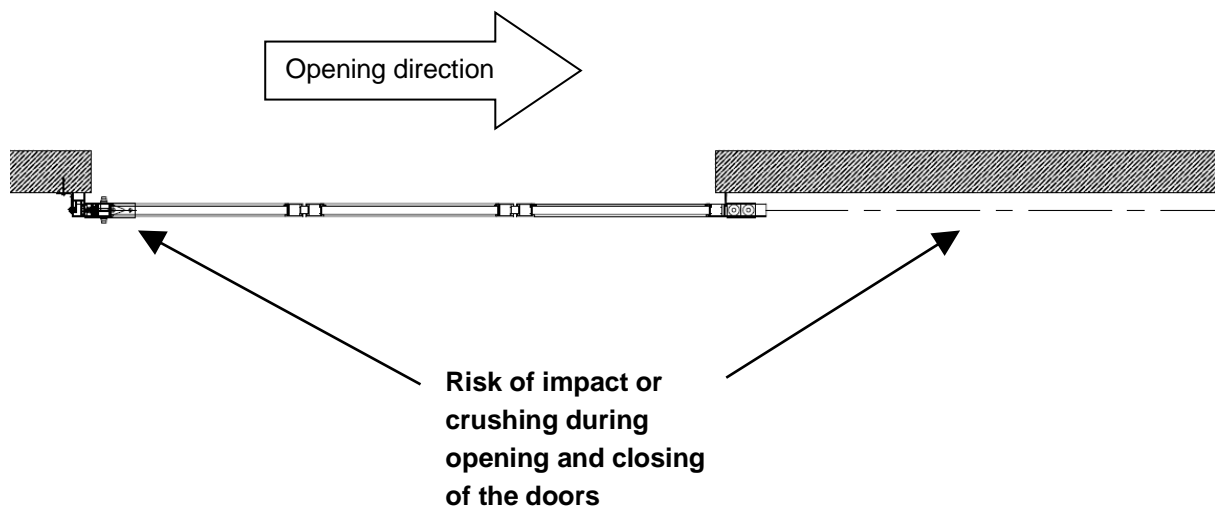 Opening direction
Risk of impact or
crushing during
opening and closing
of the doors